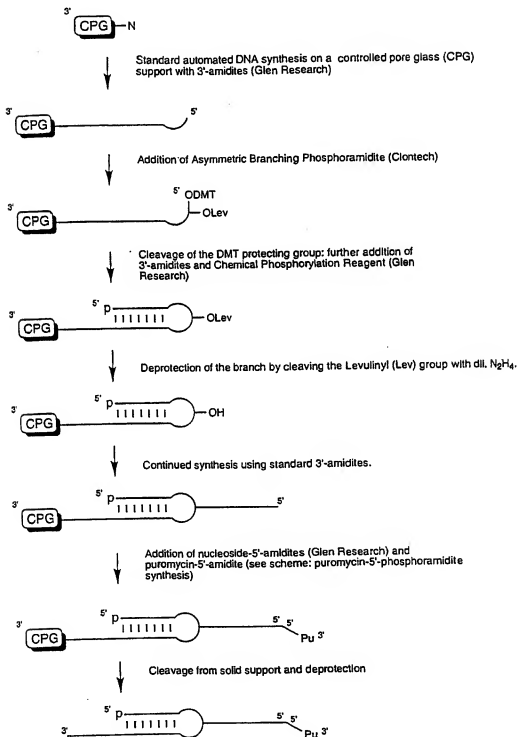 3'
CPG N
Standard automated DNA synthesis on a controlled pore glass (CPG)
support with 3'-amidites (Glen Research)
3' 5'
CPG
Addition of Asymmetric Branching Phosphoramidite (Clontech)
5' ODMT
3' OLev
CPG
Cleavage of the DMT protecting group: further addition of
3'-amidites and Chemical Phosphorylation Reagent (Glen
Research)
5' p
3' OLev
CPG
Deprotection of the branch by cleaving the Levulinyl (Lev) group with dil. N₂H₄.
5' p
3' OH
CPG
Continued synthesis using standard 3'-amidites.
5' p
3' 5'
CPG
Addition of nucleoside-5'-amidites (Glen Research) and
puromycin-5'-amidite (see scheme: puromycin-5'-phosphoramidite
synthesis)
5' p
3' 5' 5'
CPG Pu 3'
Cleavage from solid support and deprotection
5' p
5' 5'
3' Pu 3'